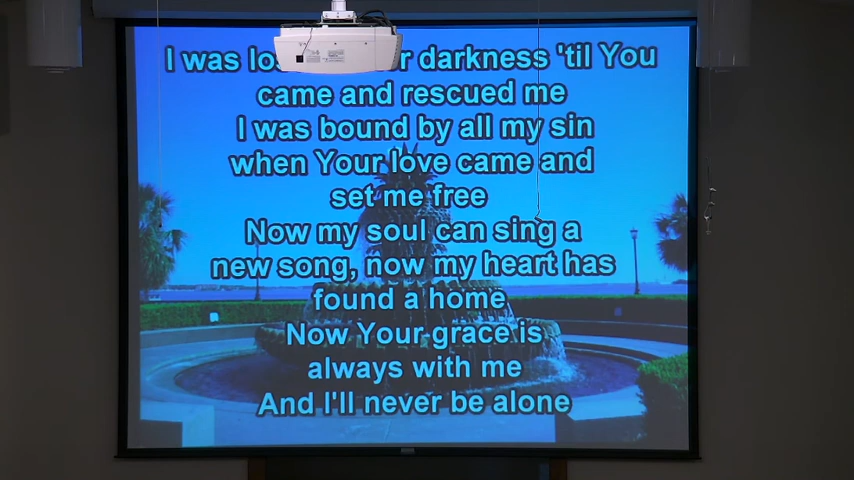 I was darkness 'til You
came and rescued me
I was bound by all my sin
when Your love came and
set me free
Now my soul can sing a
new song, now my heart has
found a home
Now Your grace is
always with me
And I'll never be alone